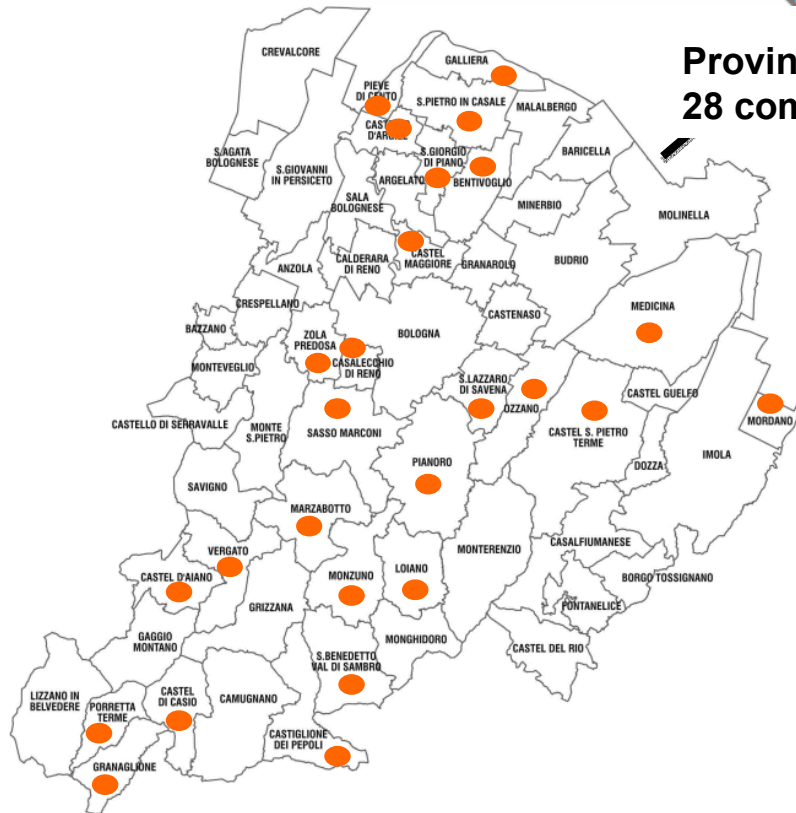 Provin
28 con
CREVALCORE
GALLIERA
PIEVE
DI CENTO
S.PIETRO IN CASALE
MALALBERGO
CASTELLO
D'ARGILE
S.AGATA
BOLOGNESE
S.GIOVANNI
IN PERSICETO
S.GIORGIO
DI PIANO
ARGELATO
BENTIVOGLIO
BARICELLA
SALA
BOLOGNESE
MINERBIO
MOLINELLA
CALDERARA
DI RENO
CASTEL
MAGGIORE
GRANAROLO
BUDRIO
ANZOLA
CRESPELLANO
BAZZANO
ZOLA
PREDOSA
BOLOGNA
CASTENASO
MEDICINA
MONTEVEGLIO
CASALECCHIO
DI RENO
S.LAZZARO
DI SAVENA
OZZANO
CASTEL GUELFO
CASTELLO DI SERRAVALLE
MONTE
S.PIETRO
SASSO MARCONI
CASTEL S. PIETRO
TERME
MORDANO
PIANORO
DOZZA
IMOLA
SAVIGNO
MARZABOTTO
VERGATO
MONTERENZIO
CASALFIUMANESE
CASTEL D'AIANO
MONZUNO
LOIANO
BORGO TOSSIGNANO
GRIZZANA
FONTANELICE
GAGGIO
MONTANO
MONGHIDORO
CASTEL DEL RIO
S.BENEDETTO
VAL DI SAMBRO
LIZZANO IN
BELVEDERE
PORRETTA
TERME
CASTEL
DI CASIO
CAMUGNANO
CASTIGLIONE
DEI PEPOLI
GRANAGLIONE